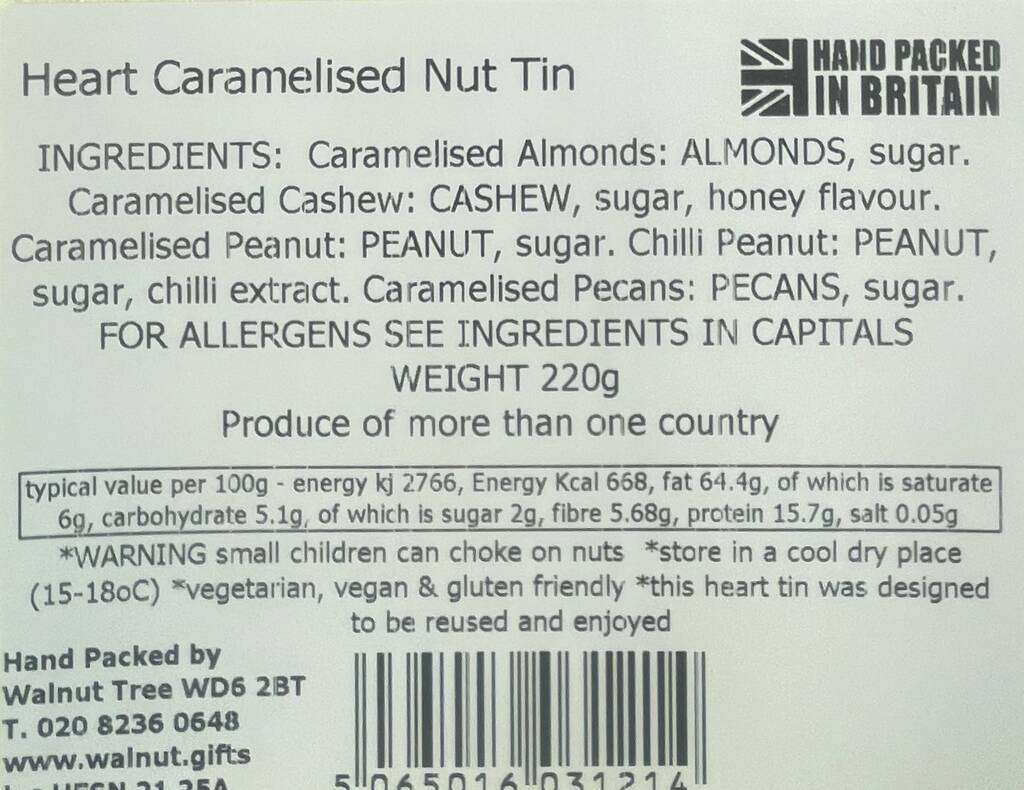 Heart Caramelised Nut Tin
HAND PACKED
IN BRITAIN
INGREDIENTS: Caramelised Almonds: ALMONDS, sugar.
Caramelised Cashew: CASHEW, sugar, honey flavour.
Caramelised Peanut: PEANUT, sugar. Chilli Peanut: PEANUT,
sugar, chilli extract. Caramelised Pecans: PECANS, sugar.
FOR ALLERGENS SEE INGREDIENTS IN CAPITALS
WEIGHT 220g
Produce of more than one country
typical value per 100g - energy kj 2766, Energy Kcal 668, fat 64.4g, of which is saturate
6g, carbohydrate 5.1g, of which is sugar 2g, fibre 5.68g, protein 15.7g, salt 0.05g
*WARNING small children can choke on nuts *store in a cool dry place
(15-18oC) *vegetarian, vegan & gluten friendly *this heart tin was designed
to be reused and enjoyed
Hand Packed by
Walnut Tree WD6 2BT
T. 020 8236 0648
www.walnut.gifts
5 065016 031214